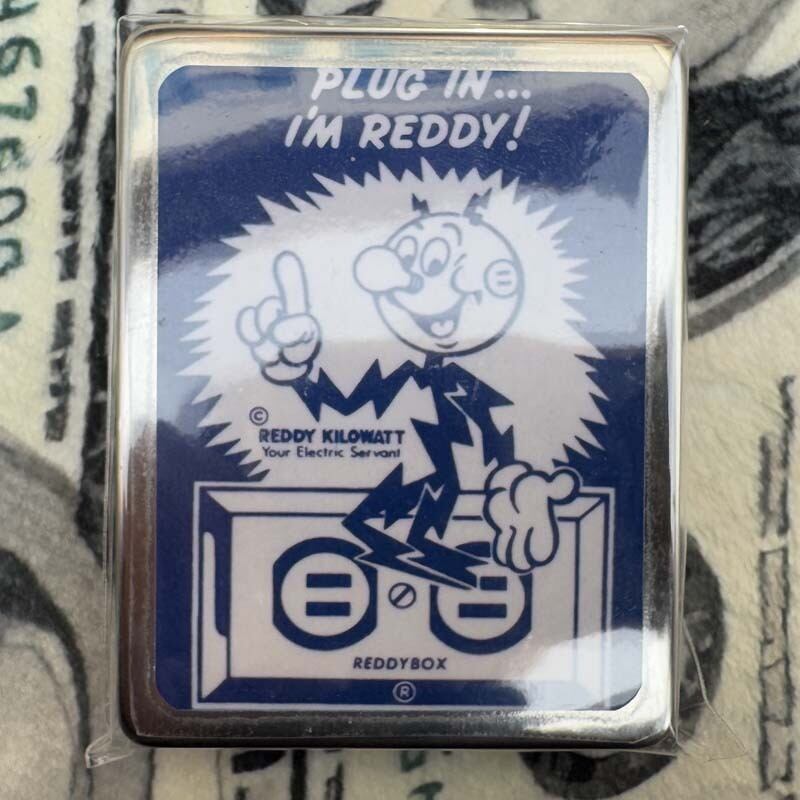 PLUG IN...
I'M REDDY!
©
REDDY KILOWATT
Your Electric Servant
REDDYBOX
®